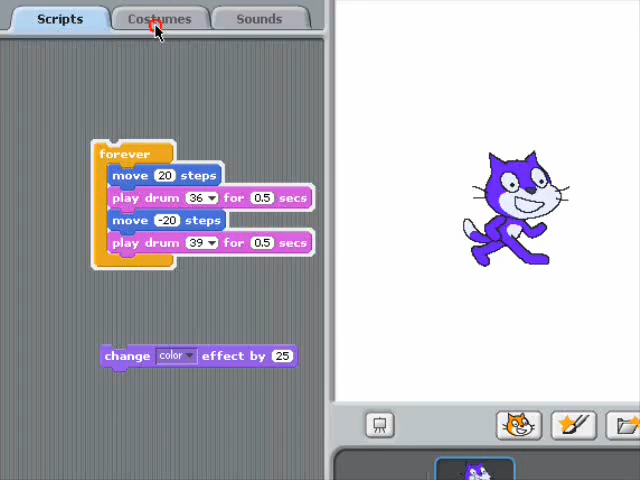 Scripts Costumes Sounds
forever
move 20 steps
play drum 36 for 0.5 secs
move -20 steps
play drum 39 for 0.5 secs
change color effect by 25